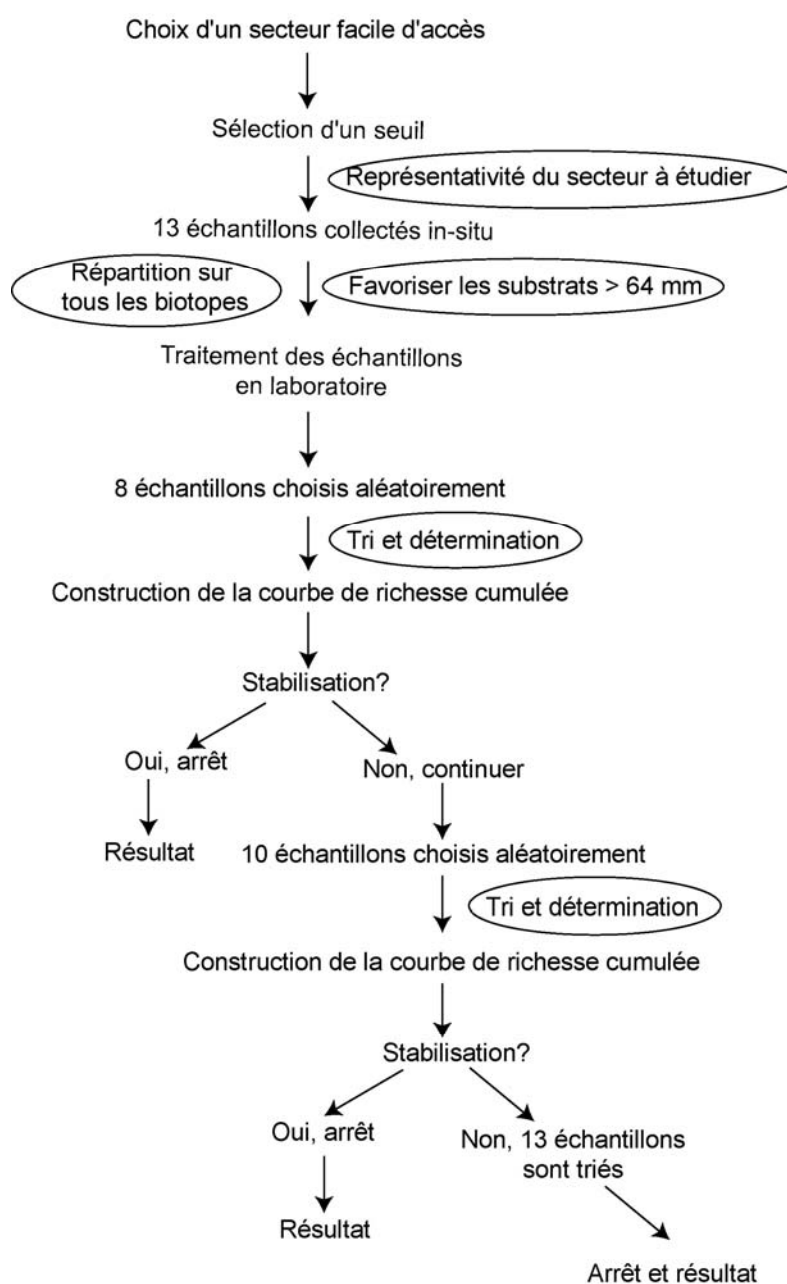 Choix d'un secteur facile d'accès
Sélection d'un seuil
Représentativité du secteur à étudier
13 échantillons collectés in-situ
Répartition sur
tous les biotopes
Favoriser les substrats > 64 mm
Traitement des échantillons
en laboratoire
8 échantillons choisis aléatoirement
Tri et détermination
Construction de la courbe de richesse cumulée
Stabilisation?
Oui, arrêt
Non, continuer
Résultat
10 échantillons choisis aléatoirement
Tri et détermination
Construction de la courbe de richesse cumulée
Stabilisation?
Oui, arrêt
Non, 13 échantillons
sont triés
Résultat
Arrêt et résultat